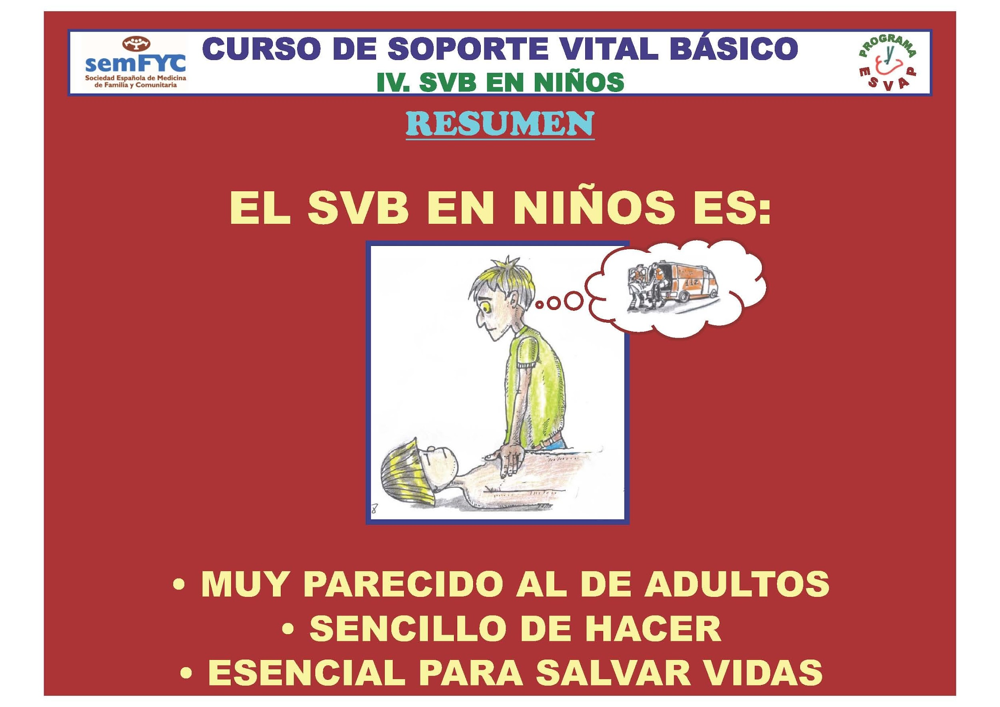 semFYC
Sociedad Española de Medicina
de Familia y Comunitaria
CURSO DE SOPORTE VITAL BÁSICO
IV. SVB EN NIÑOS
PROGRAMA
ESVAP
RESUMEN
EL SVB EN NIÑOS ES:
112
• MUY PARECIDO AL DE ADULTOS
• SENCILLO DE HACER
• ESENCIAL PARA SALVAR VIDAS